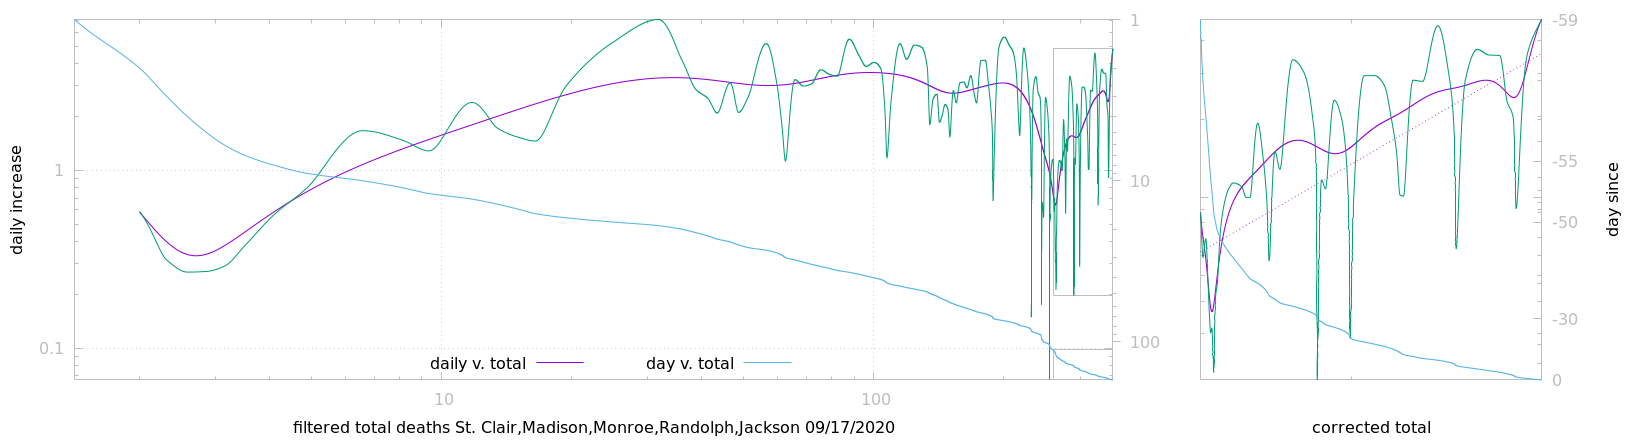 1
-59
daily increase
1
0.1
10
100
-55
-50
-30
0
day since
daily v. total
day v. total
10
100
filtered total deaths St. Clair,Madison,Monroe,Randolph,Jackson 09/17/2020
corrected total